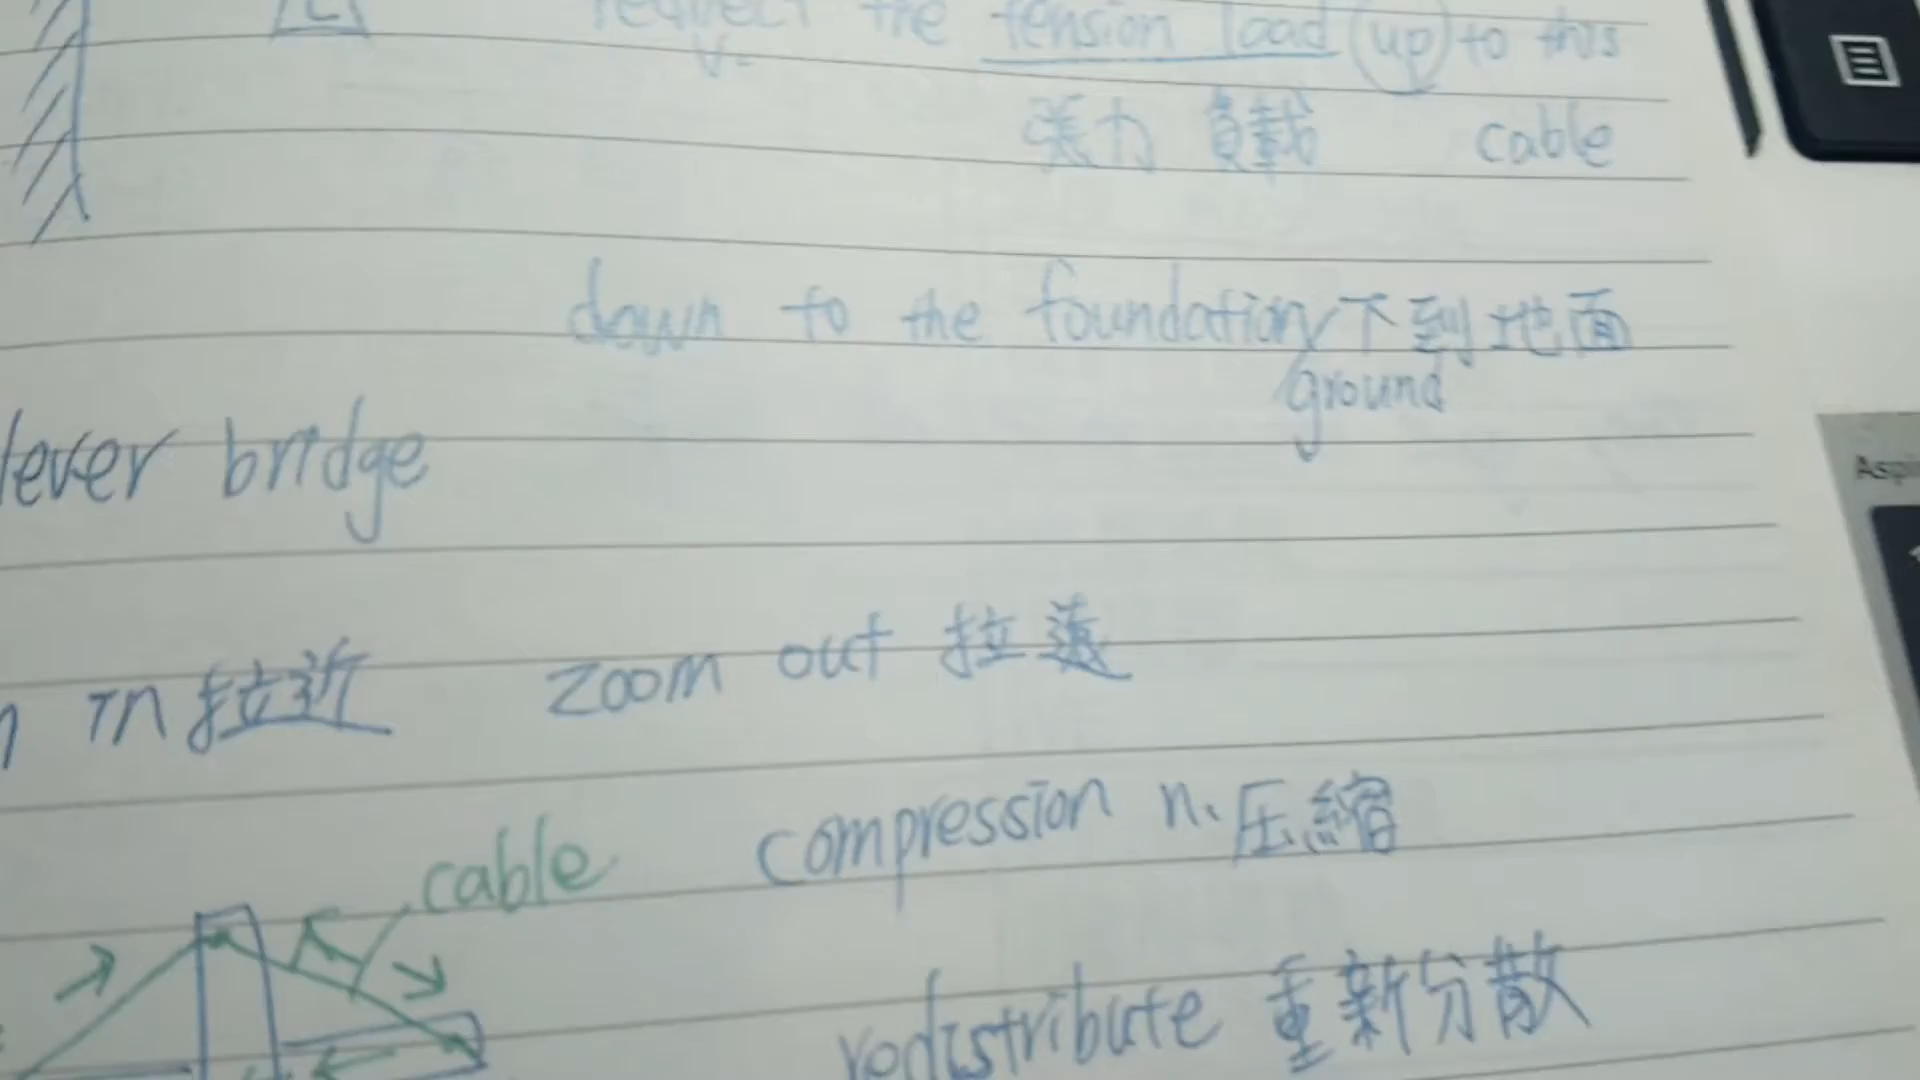 the tension load up to this
張力 負載 cable
down to the foundation 下到地面
ground
lever bridge
in 拉近 zoom out 拉遠
cable compression n. 压縮
redistribute 重新分散